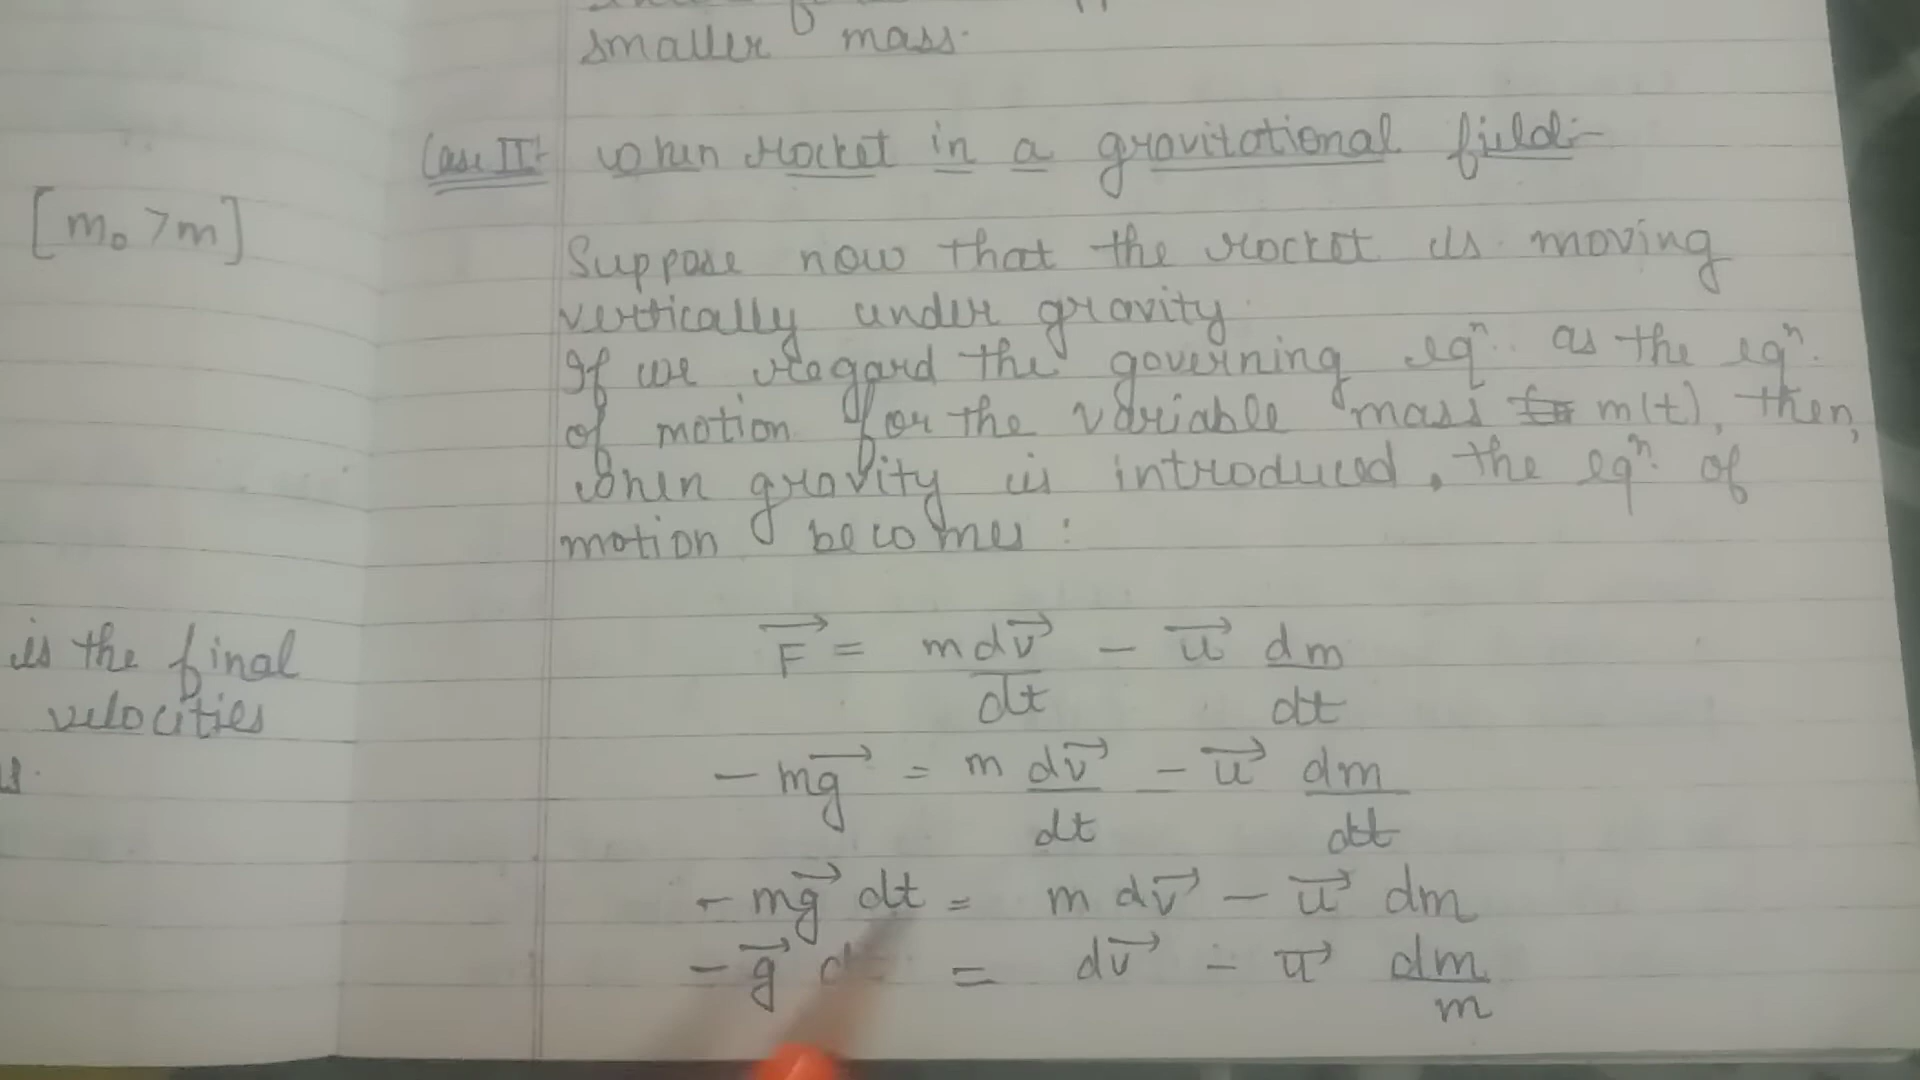 smaller mass.
Case II:- When rocket in a gravitational field:-
[m₀ > m]
Suppose now that the rocket is moving
vertically under gravity.
If we regard the governing eqⁿ. as the eqⁿ.
of motion for the variable mass m(t), then,
when gravity is introduced, the eqⁿ. of
motion becomes:
is the final
velocities
F⃗ = m dv⃗/dt - u⃗ dm/dt
-mg⃗ = m dv⃗/dt - u⃗ dm/dt
-mg⃗ dt = m dv⃗ - u⃗ dm
-g⃗ = dv⃗ - u⃗ dm/m